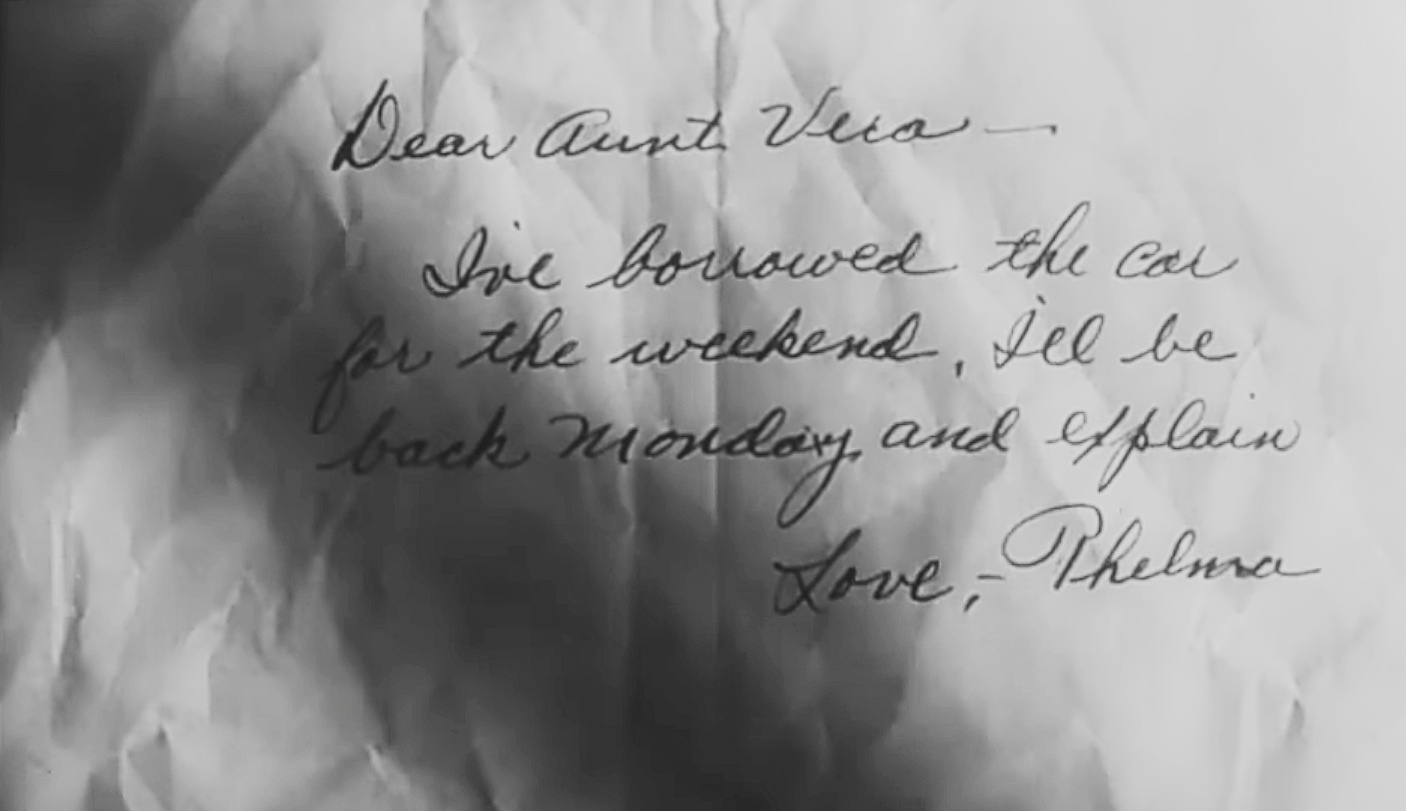 Dear Aunt Vera —
I've borrowed the car
for the weekend, I'll be
back Monday and explain
Love, - Thelma